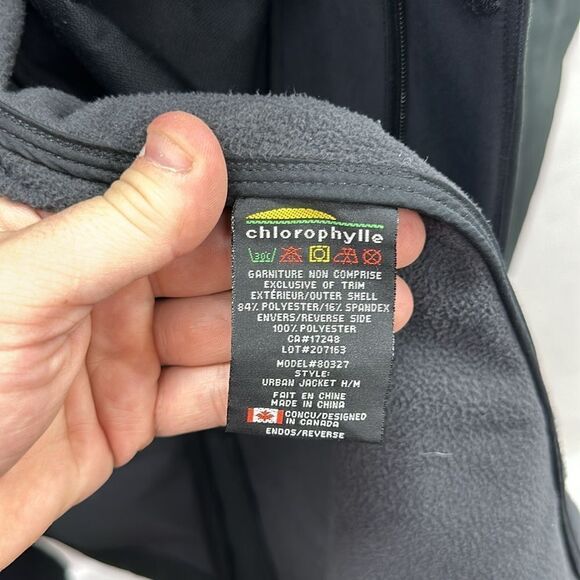 chlorophylle
30c
GARNITURE NON COMPRISE
EXCLUSIVE OF TRIM
EXTÉRIEUR/OUTER SHELL
84% POLYESTER/16% SPANDEX
ENVERS/REVERSE SIDE
100% POLYESTER
CA#17248
LOT#207163
MODEL#80327
STYLE:
URBAN JACKET H/M
FAIT EN CHINE
MADE IN CHINA
CONCU/DESIGNED
IN CANADA
ENDOS/REVERSE